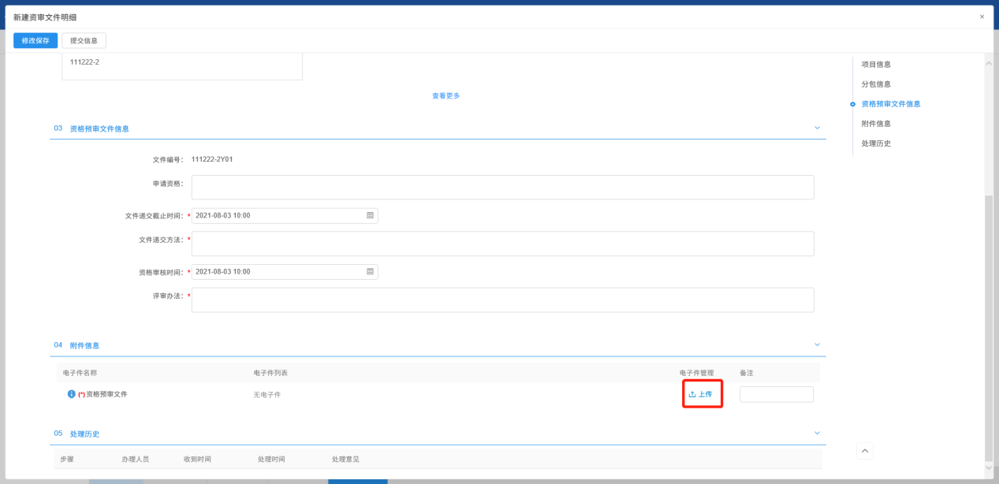 新建资审文件明细 ×
修改保存 提交信息
111222-2
查看更多
项目信息
分包信息
资格预审文件信息
附件信息
处理历史
03 资格预审文件信息
文件编号: 111222-2Y01
申请资格:
文件递交截止时间: * 2021-08-03 10:00
文件递交方法: *
资格审核时间: * 2021-08-03 10:00
评审办法: *
04 附件信息
电子件名称 电子件列表 电子件管理 备注
(*)资格预审文件 无电子件 上传
05 处理历史
步骤 办理人员 收到时间 处理时间 处理意见